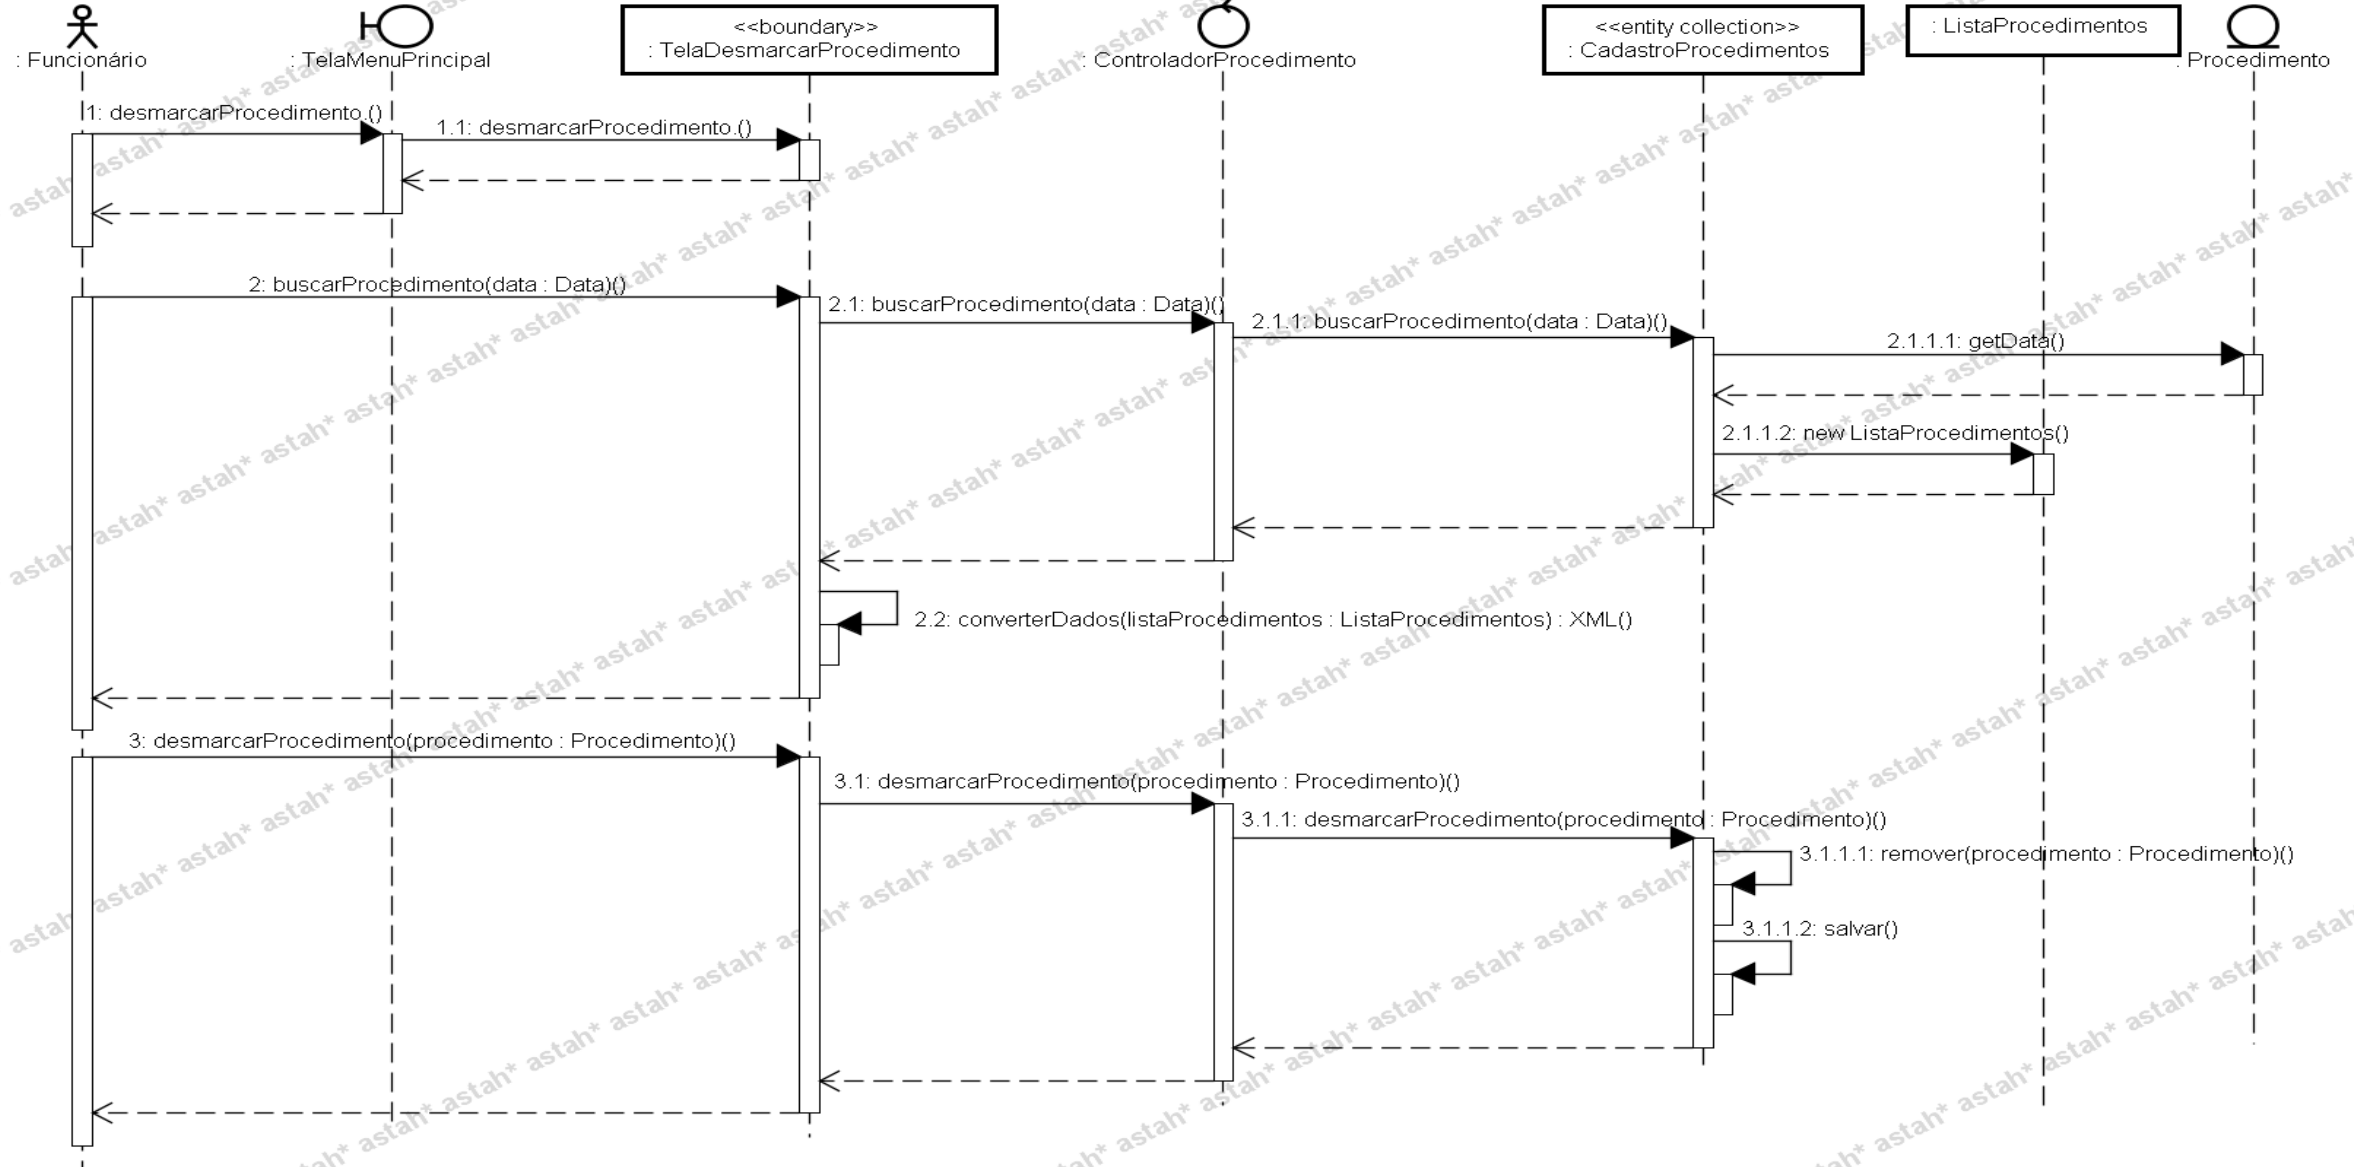 : Funcionário
: TelaMenuPrincipal
<<boundary>>
: TelaDesmarcarProcedimento
: ControladorProcedimento
<<entity collection>>
: CadastroProcedimentos
: ListaProcedimentos
: Procedimento
1: desmarcarProcedimento.()
1.1: desmarcarProcedimento.()
2: buscarProcedimento(data : Data)()
2.1: buscarProcedimento(data : Data)()
2.1.1: buscarProcedimento(data : Data)()
2.1.1.1: getData()
2.1.1.2: new ListaProcedimentos()
2.2: converterDados(listaProcedimentos : ListaProcedimentos) : XML()
3: desmarcarProcedimento(procedimento : Procedimento)()
3.1: desmarcarProcedimento(procedimento : Procedimento)()
3.1.1: desmarcarProcedimento(procedimento : Procedimento)()
3.1.1.1: remover(procedimento : Procedimento)()
3.1.1.2: salvar()
astah* astah* astah* astah* astah* astah*